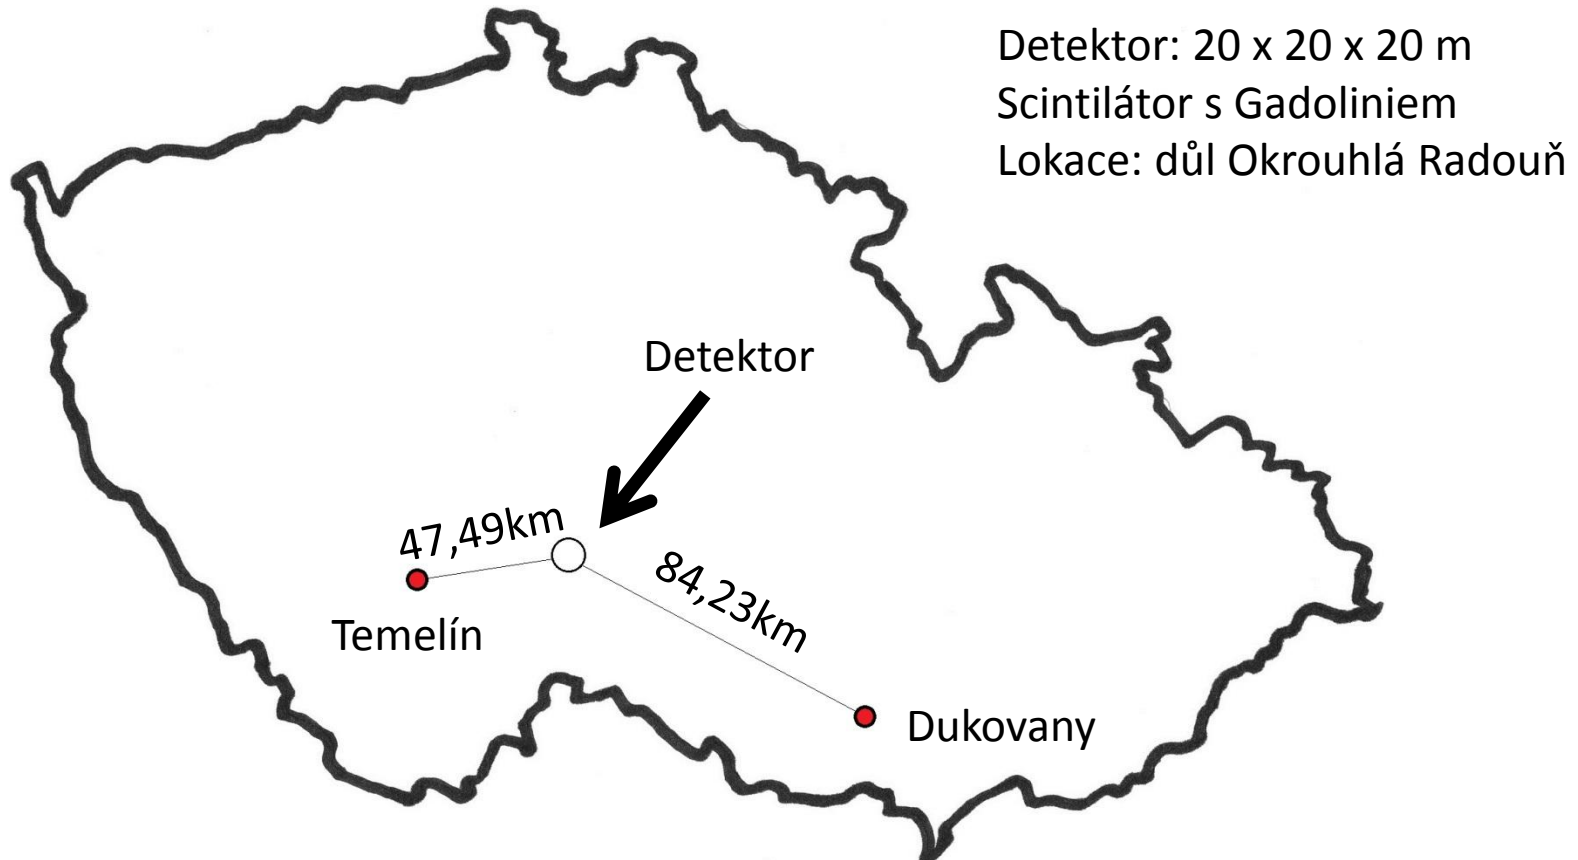 Detektor: 20 x 20 x 20 m
Scintilátor s Gadoliniem
Lokace: důl Okrouhlá Radouň
Detektor
47,49km
84,23km
Temelín
Dukovany